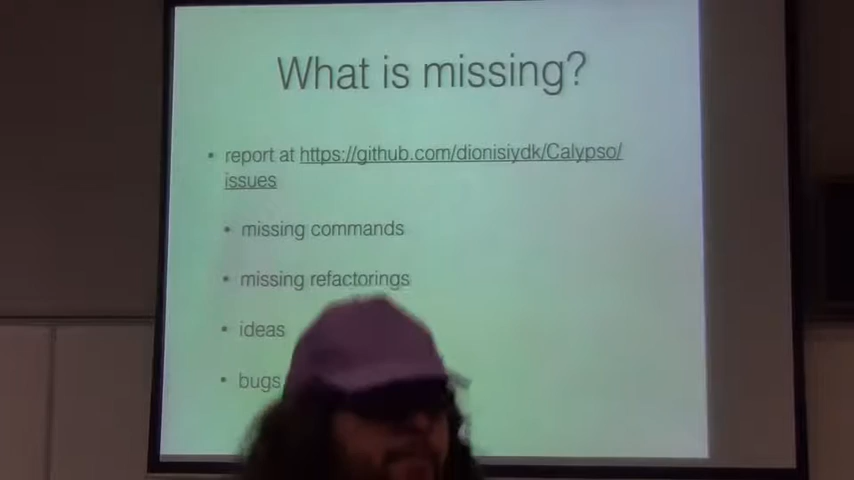 What is missing?
• report at https://github.com/dionisiydk/Calypso/
issues
• missing commands
• missing refactorings
• ideas
• bugs